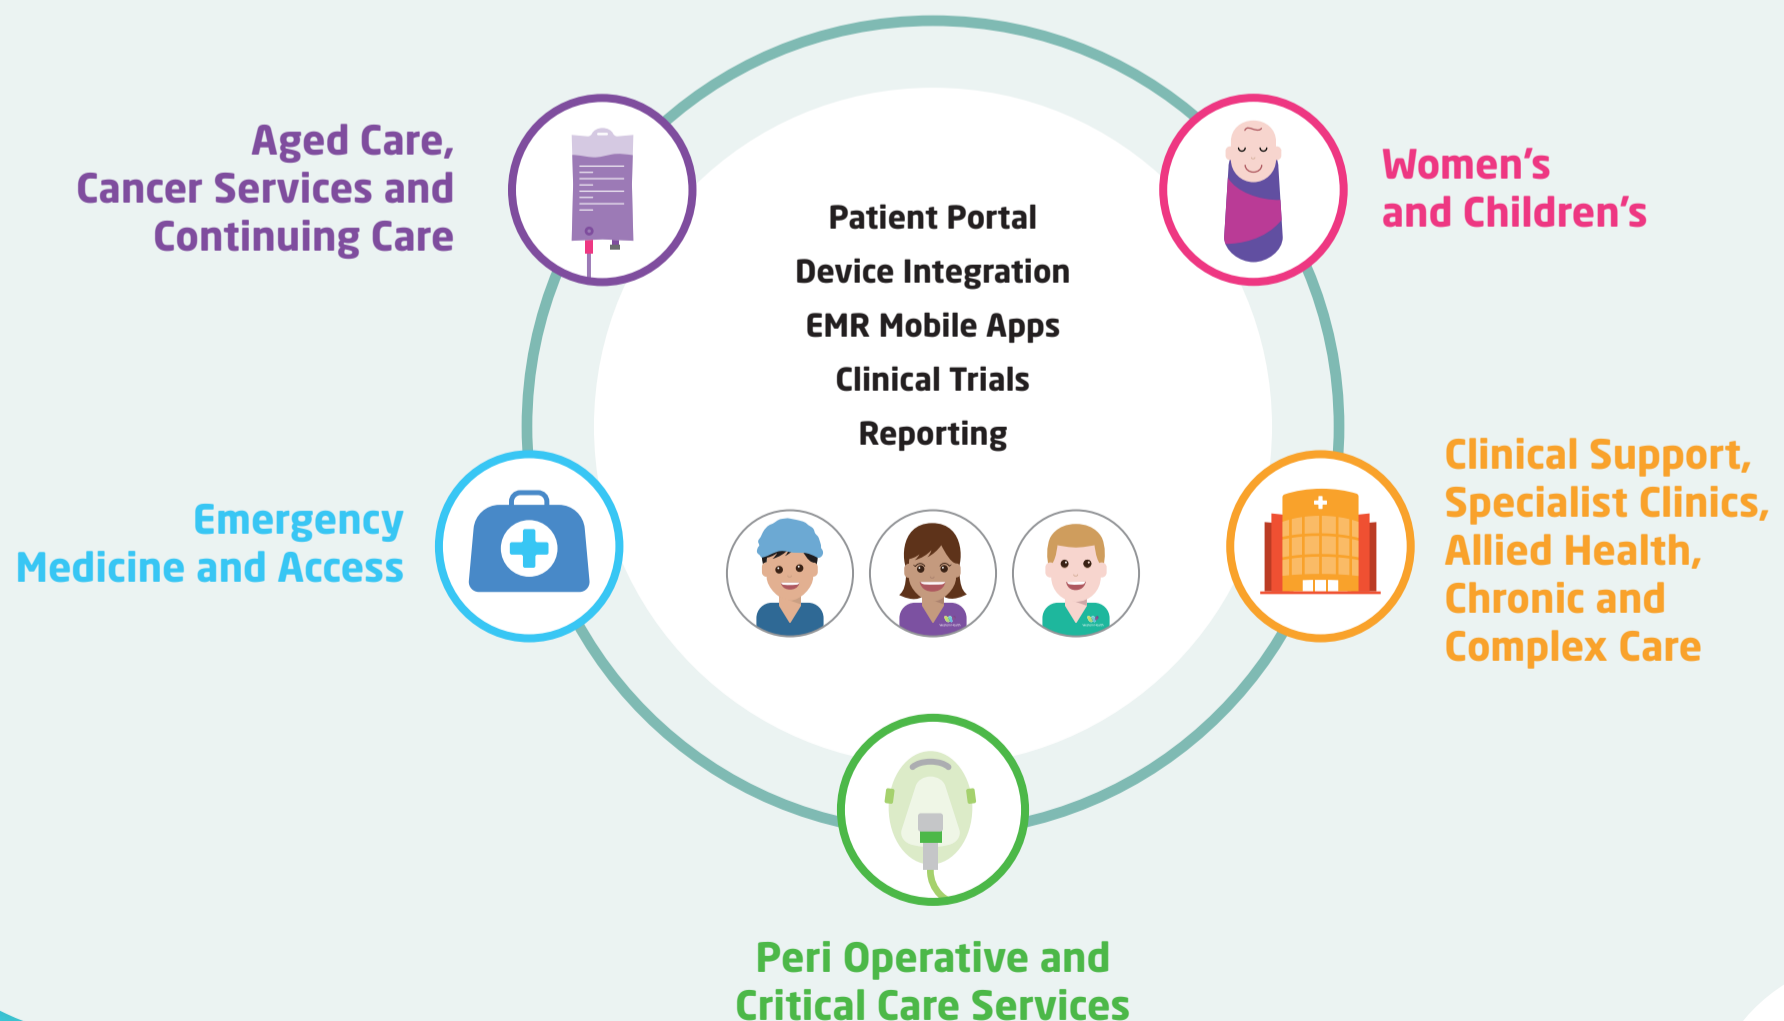 Aged Care,
Cancer Services and
Continuing Care
Women's
and Children's
Patient Portal
Device Integration
EMR Mobile Apps
Clinical Trials
Reporting
Emergency
Medicine and Access
Clinical Support,
Specialist Clinics,
Allied Health,
Chronic and
Complex Care
Peri Operative and
Critical Care Services